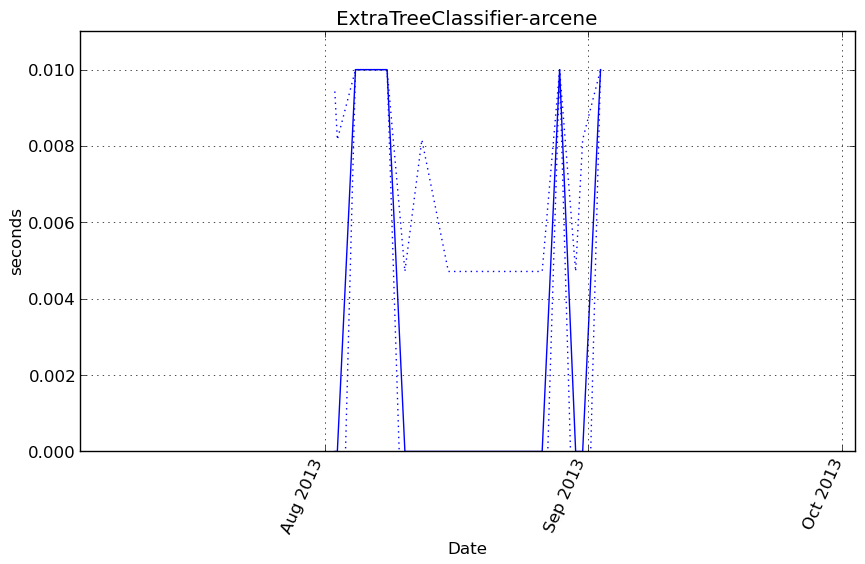 ExtraTreeClassifier-arcene
0.010
0.008
0.006
0.004
0.002
0.000
seconds
Aug 2013
Sep 2013
Oct 2013
Date